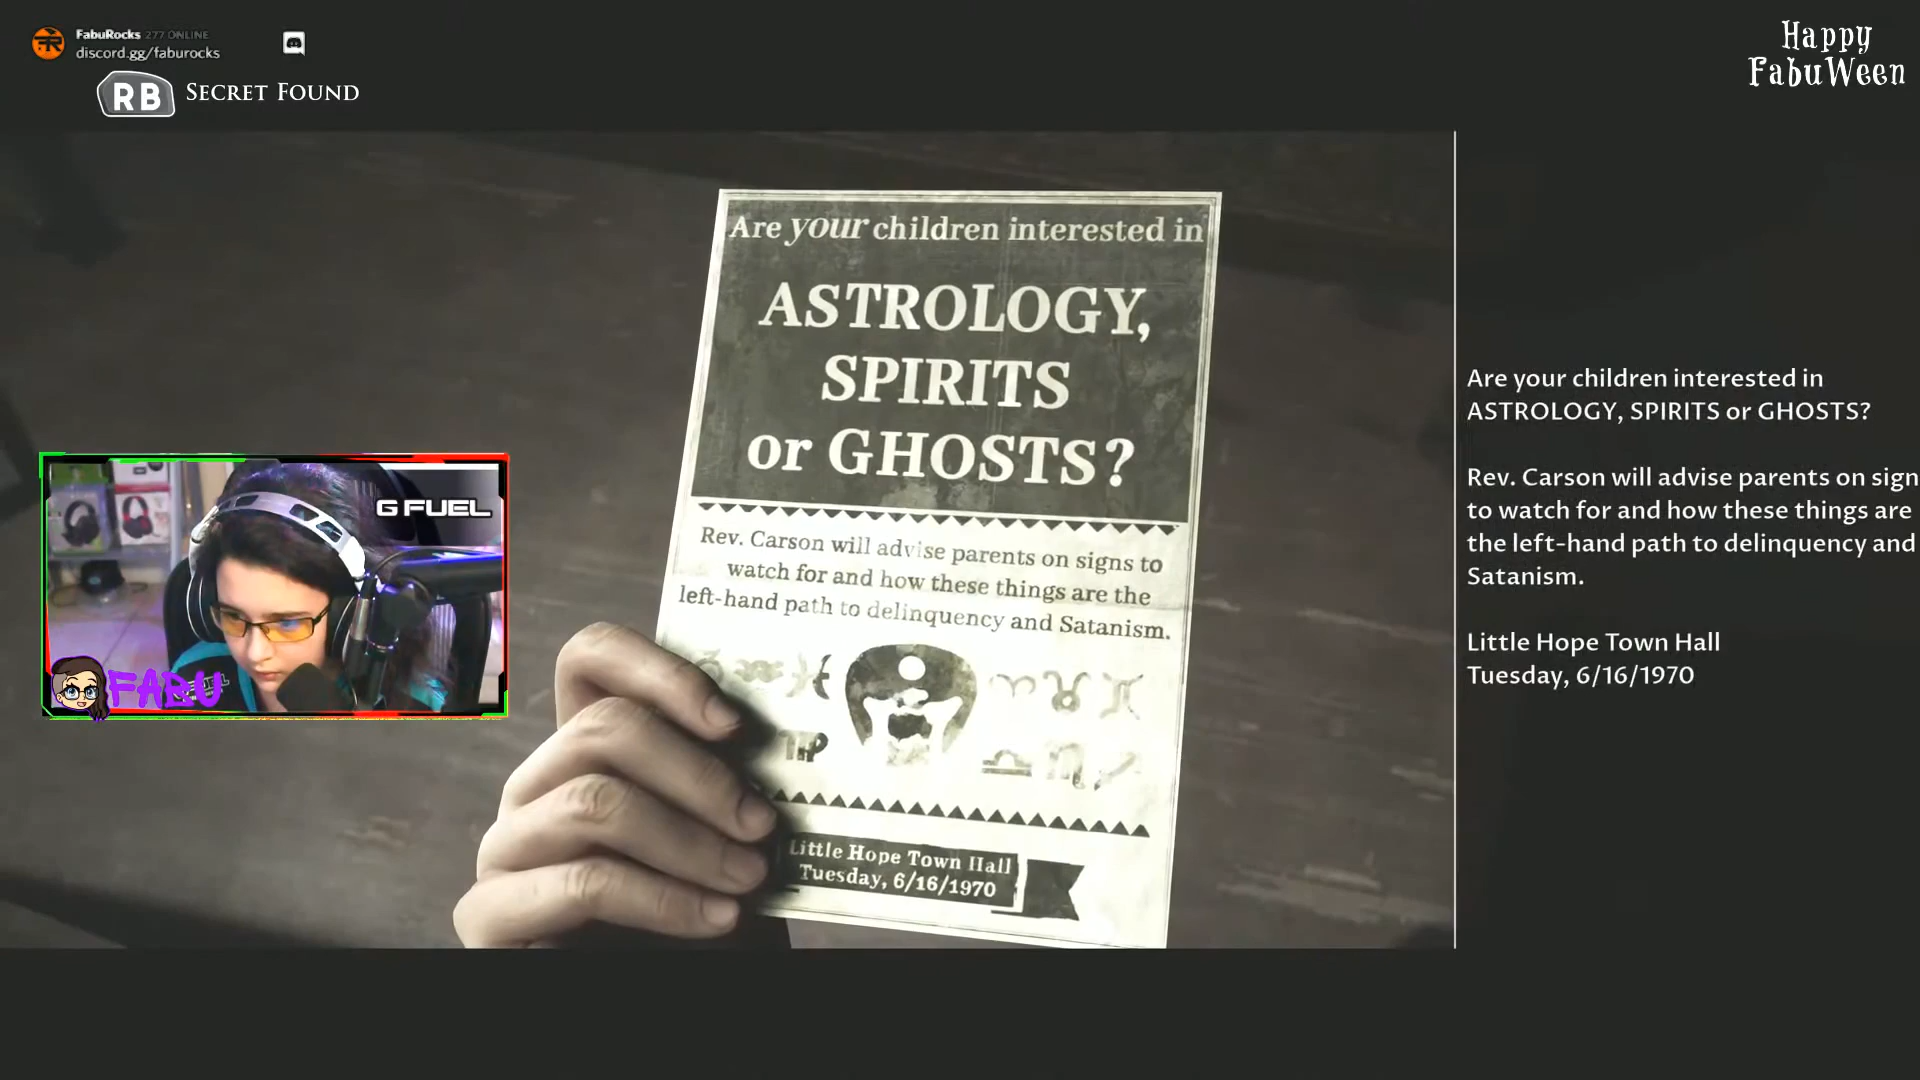 FabuRocks 277 ONLINE
discord.gg/faburocks
RB SECRET FOUND
Happy
FabuWeen
Are your children interested in
ASTROLOGY,
SPIRITS
or GHOSTS?
Rev. Carson will advise parents on signs to
watch for and how these things are the
left-hand path to delinquency and Satanism.
Little Hope Town Hall
Tuesday, 6/16/1970
G FUEL
FABU
Are your children interested in
ASTROLOGY, SPIRITS or GHOSTS?
Rev. Carson will advise parents on sign
to watch for and how these things are
the left-hand path to delinquency and
Satanism.
Little Hope Town Hall
Tuesday, 6/16/1970